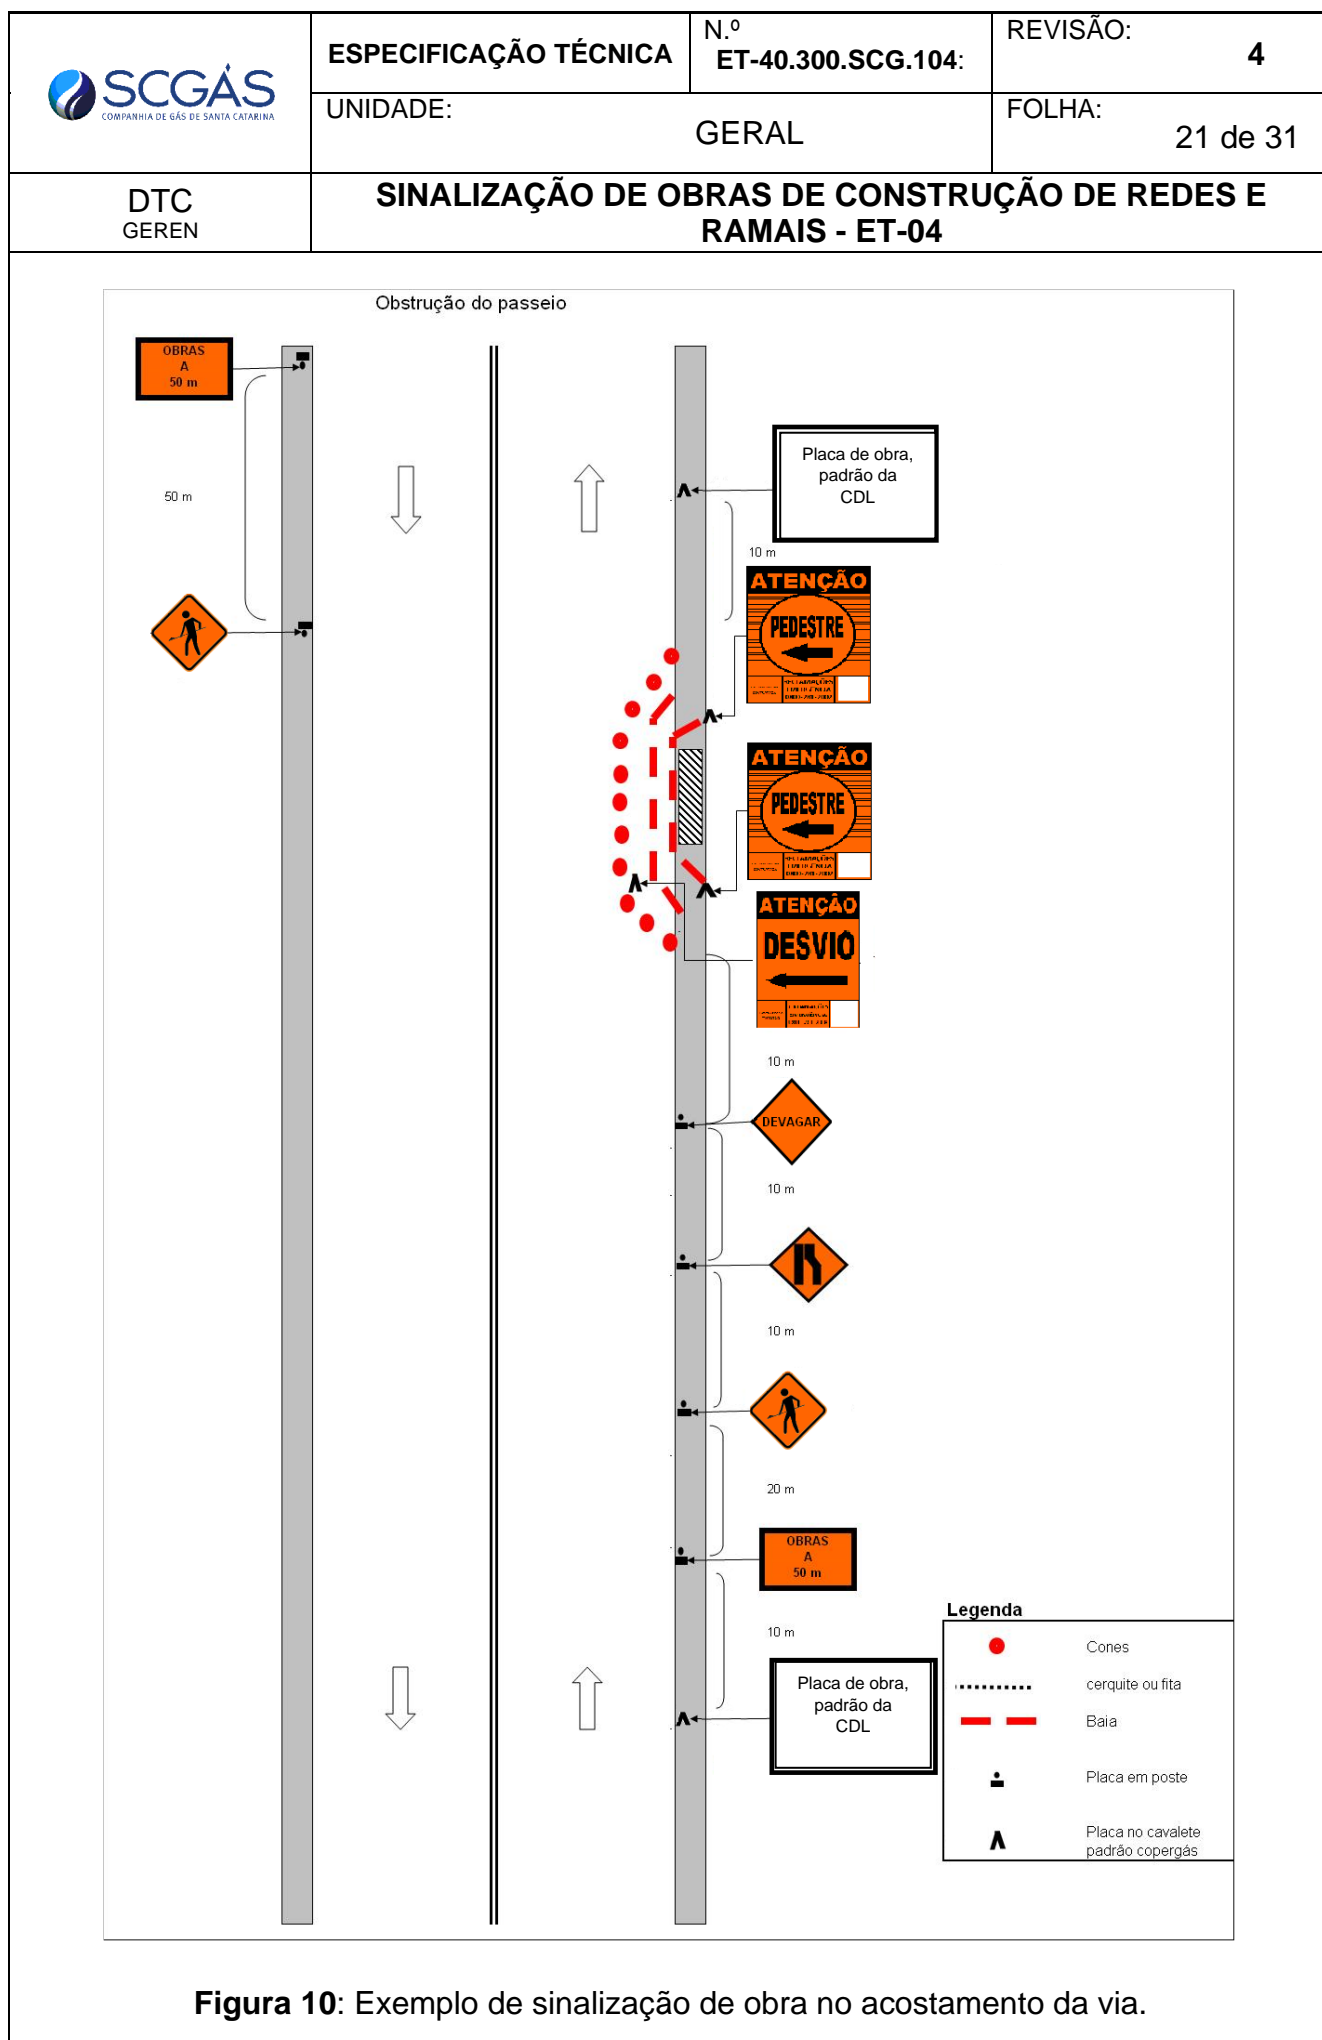 SCGÁS
COMPANHIA DE GÁS DE SANTA CATARINA
ESPECIFICAÇÃO TÉCNICA
N.º
ET-40.300.SCG.104:
REVISÃO:
4
UNIDADE:
GERAL
FOLHA:
21 de 31
DTC
GEREN
SINALIZAÇÃO DE OBRAS DE CONSTRUÇÃO DE REDES E
RAMAIS - ET-04
Obstrução do passeio
OBRAS
A
50 m
50 m
Placa de obra,
padrão da
CDL
10 m
ATENÇÃO
PEDESTRE
ATENÇÃO
PEDESTRE
ATENÇÃO
DESVIO
10 m
DEVAGAR
10 m
10 m
20 m
OBRAS
A
50 m
10 m
Placa de obra,
padrão da
CDL
Legenda
Cones
cerquite ou fita
Baia
Placa em poste
Placa no cavalete
padrão copergás
Figura 10: Exemplo de sinalização de obra no acostamento da via.